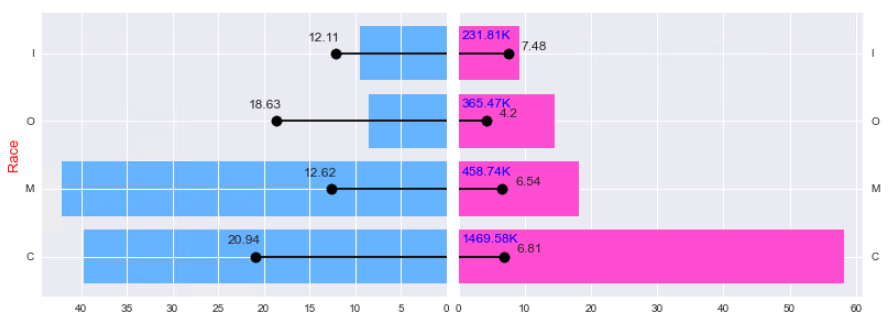 12.11
231.81K
7.48
I
I
18.63
365.47K
4.2
O
O
Race
12.62
458.74K
6.54
M
M
20.94
1469.58K
6.81
C
C
40 35 30 25 20 15 10 5 0 0 10 20 30 40 50 60